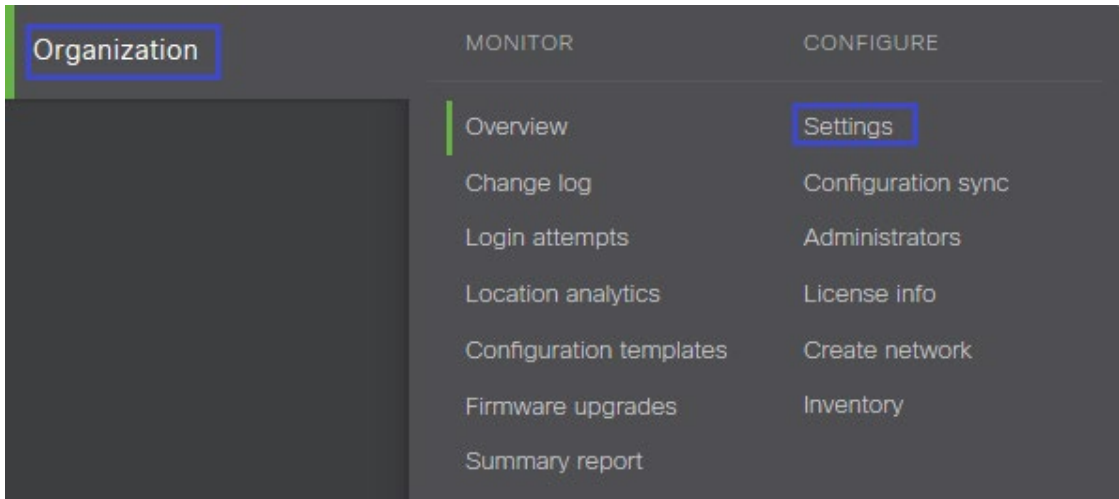 Organization
MONITOR
Overview
Change log
Login attempts
Location analytics
Configuration templates
Firmware upgrades
Summary report
CONFIGURE
Settings
Configuration sync
Administrators
License info
Create network
Inventory